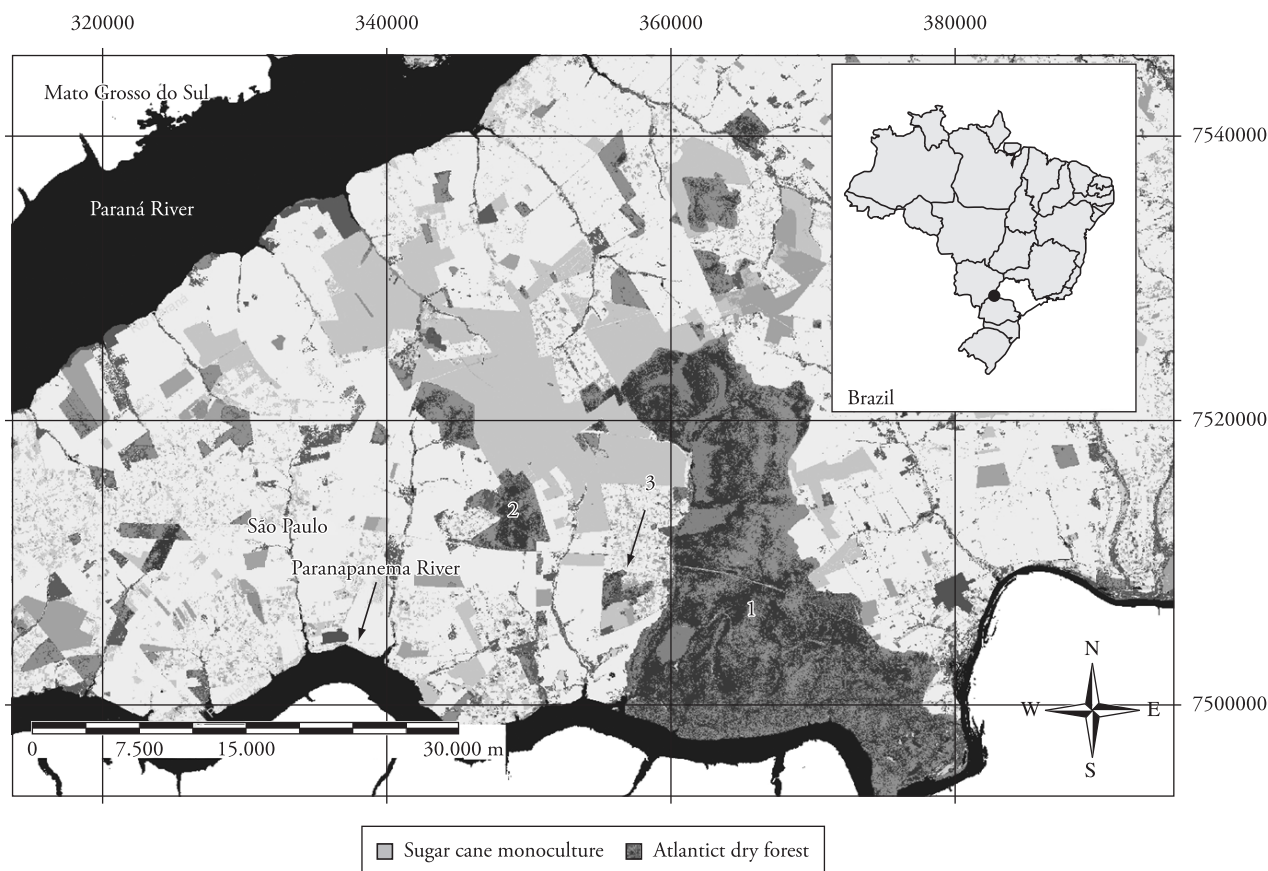 320000 340000 360000 380000
Mato Grosso do Sul
7540000
Paraná River
Brazil
7520000
3
2
São Paulo
Paranapanema River
1
N
7500000
W E
S
0 7.500 15.000 30.000 m
Sugar cane monoculture Atlantict dry forest